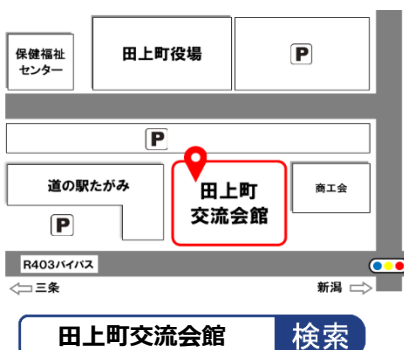 保健福祉
センター
田上町役場
P
P
道の駅たがみ
P
田上町
交流会館
商工会
R403バイパス
三条
新潟
田上町交流会館
検索